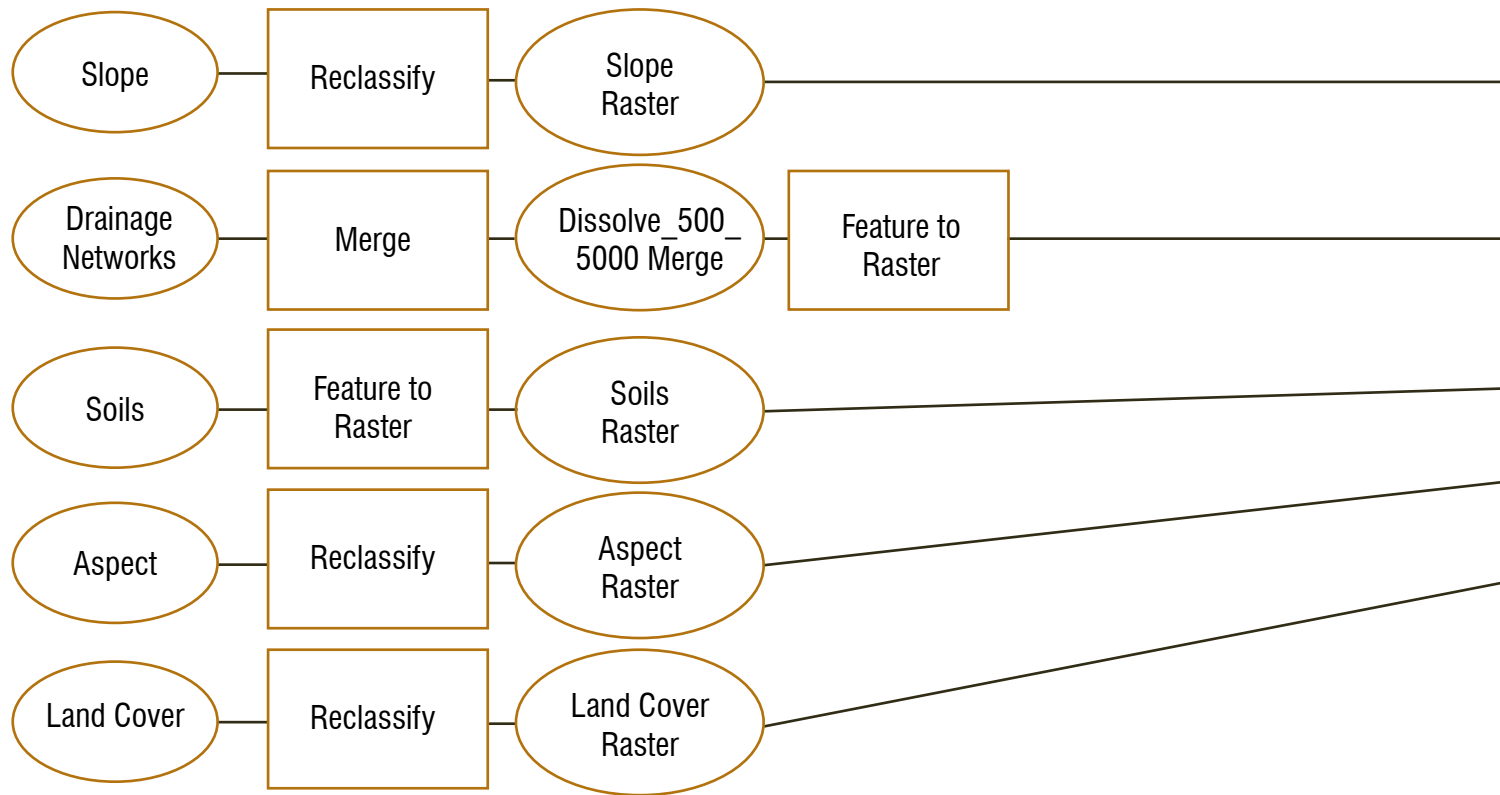 Slope
Reclassify
Slope
Raster
Drainage
Networks
Merge
Dissolve_500_
5000 Merge
Feature to
Raster
Soils
Feature to
Raster
Soils
Raster
Aspect
Reclassify
Aspect
Raster
Land Cover
Reclassify
Land Cover
Raster